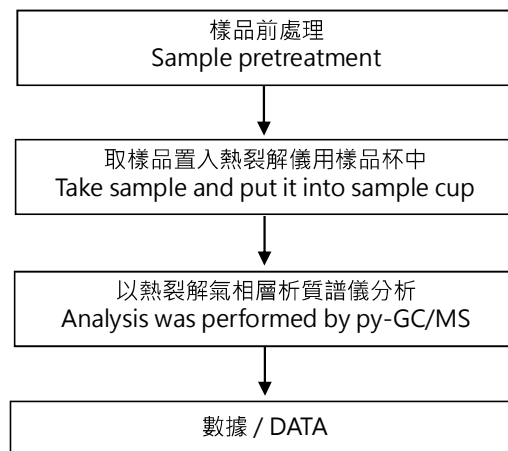 樣品前處理
Sample pretreatment
取樣品置入熱裂解儀用樣品杯中
Take sample and put it into sample cup
以熱裂解氣相層析質譜儀分析
Analysis was performed by py-GC/MS
數據 / DATA